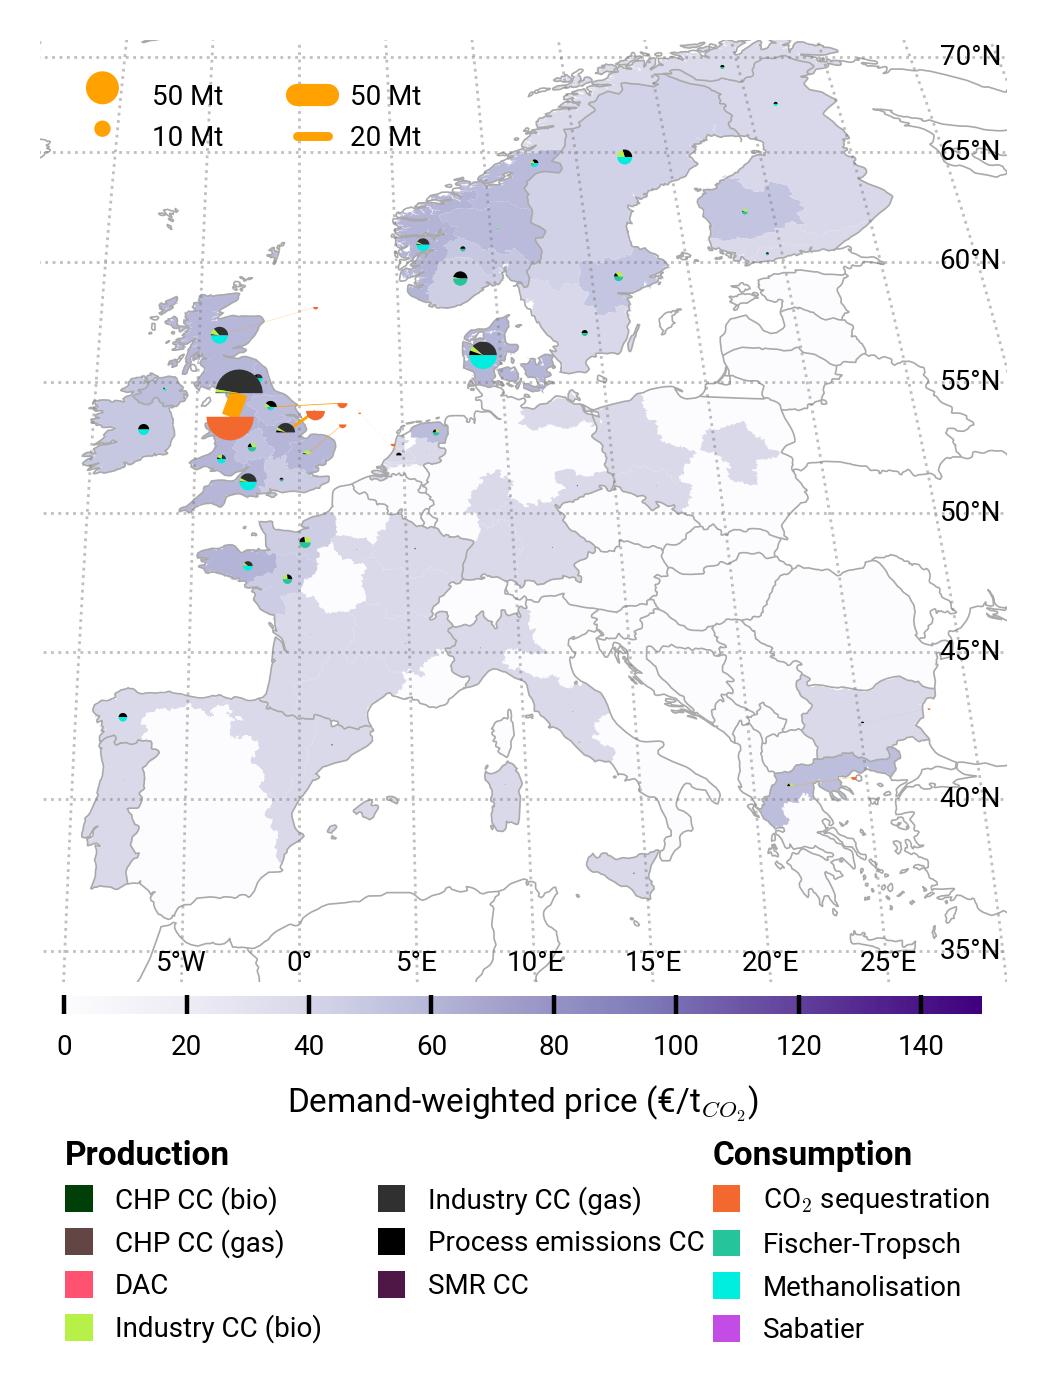 70°N
50 Mt 50 Mt
10 Mt 20 Mt
65°N
60°N
55°N
50°N
45°N
40°N
35°N
5°W 0° 5°E 10°E 15°E 20°E 25°E
0 20 40 60 80 100 120 140
Demand-weighted price (€/t_{CO_2})
Production Consumption
CHP CC (bio) Industry CC (gas) CO₂ sequestration
CHP CC (gas) Process emissions CC Fischer-Tropsch
DAC SMR CC Methanolisation
Industry CC (bio) Sabatier